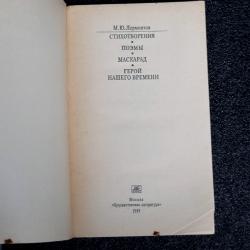 М.Ю.Лермонтов
СТИХОТВОРЕНИЯ
ПОЭМЫ
МАСКАРАД
ГЕРОЙ
НАШЕГО ВРЕМЕНИ
Москва
«Художественная литература»